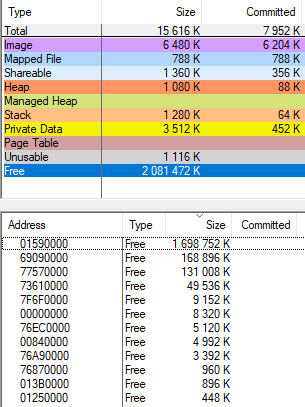 Type Size Committed
Total 15 616 K 7 952 K
Image 6 480 K 6 204 K
Mapped File 788 K 788 K
Shareable 1 360 K 356 K
Heap 1 080 K 88 K
Managed Heap
Stack 1 280 K 64 K
Private Data 3 512 K 452 K
Page Table
Unusable 1 116 K
Free 2 081 472 K
Address Type Size Committed
01590000 Free 1 698 752 K
69090000 Free 168 896 K
77570000 Free 131 008 K
73610000 Free 49 536 K
7F6F0000 Free 9 152 K
00000000 Free 8 320 K
76EC0000 Free 5 120 K
00840000 Free 4 992 K
76A90000 Free 3 392 K
76870000 Free 960 K
013B0000 Free 896 K
01250000 Free 448 K